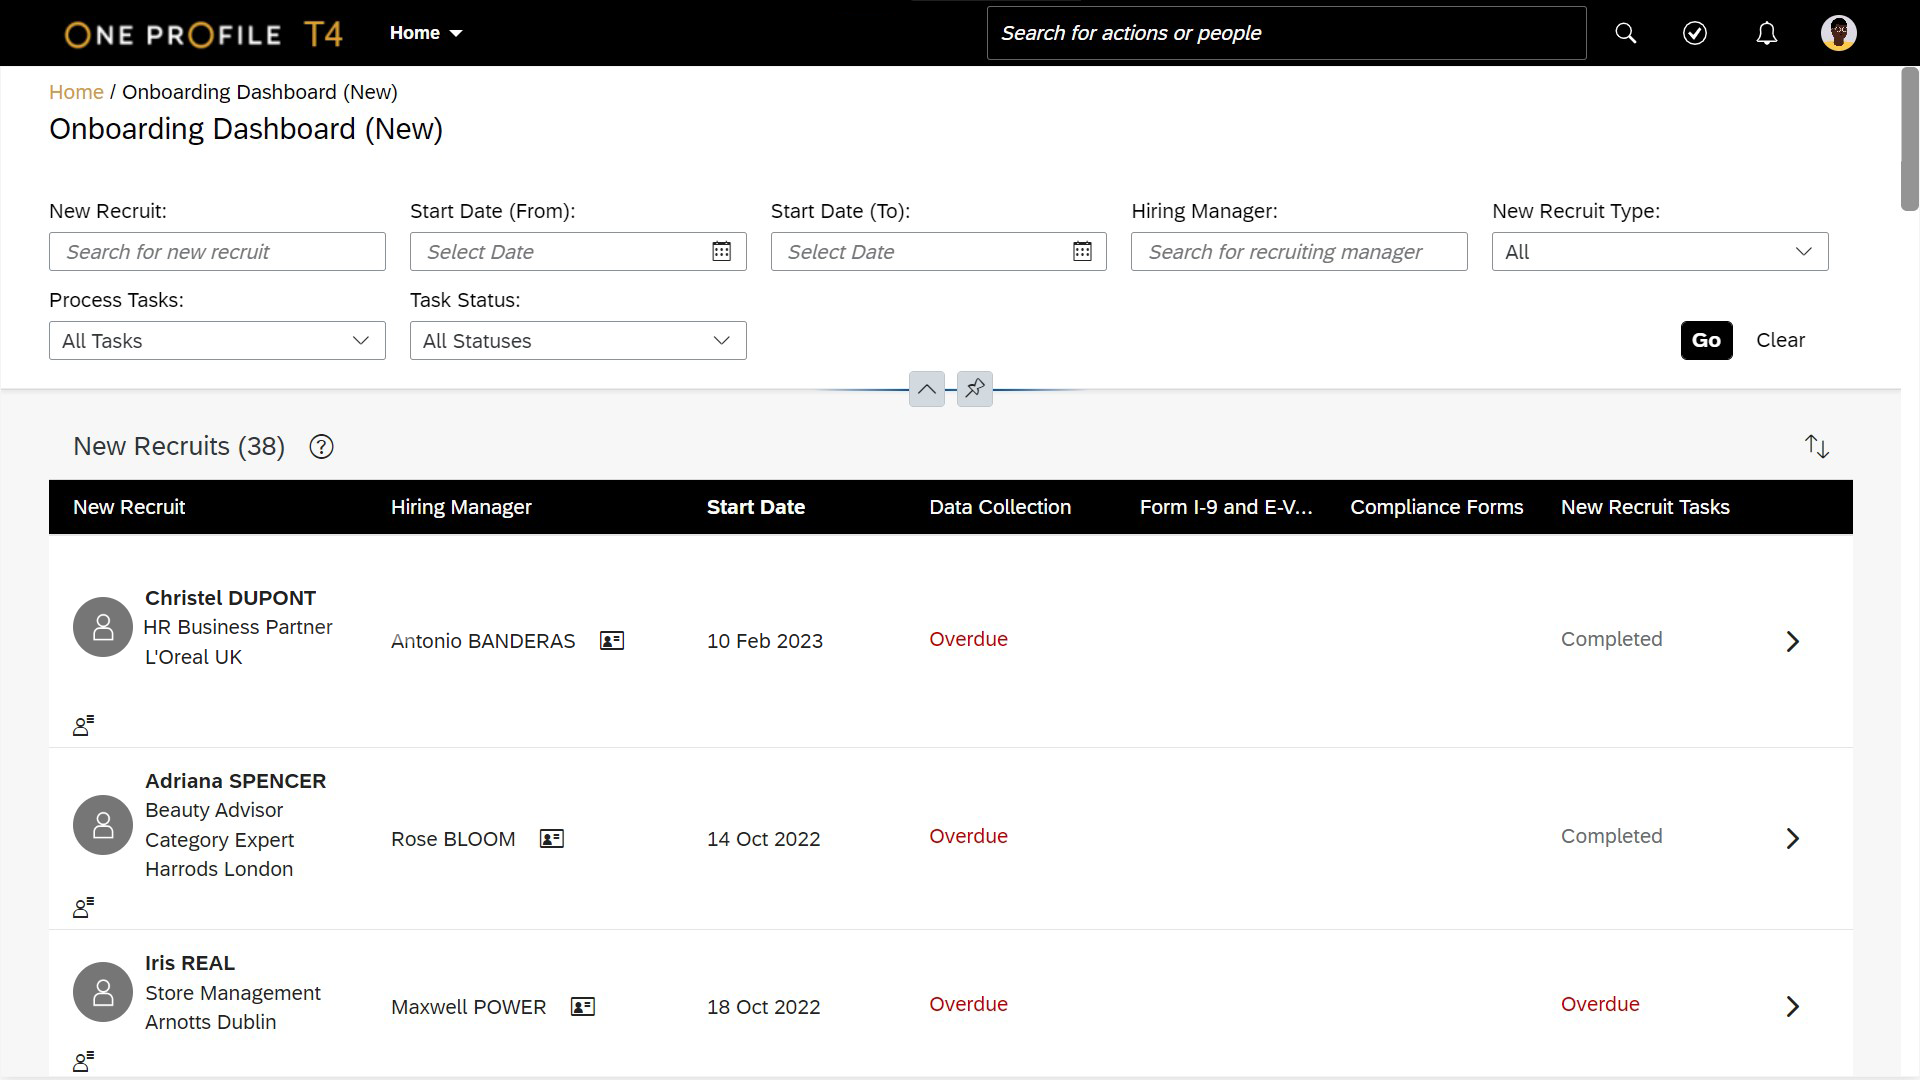 ONE PROFILE T4
Home
Search for actions or people
Home / Onboarding Dashboard (New)
Onboarding Dashboard (New)
New Recruit:
Start Date (From):
Start Date (To):
Hiring Manager:
New Recruit Type:
Search for new recruit
Select Date
Select Date
Search for recruiting manager
All
Process Tasks:
Task Status:
All Tasks
All Statuses
Go
Clear
New Recruits (38)
New Recruit
Hiring Manager
Start Date
Data Collection
Form I-9 and E-V...
Compliance Forms
New Recruit Tasks
Christel DUPONT
HR Business Partner
L'Oreal UK
Antonio BANDERAS
10 Feb 2023
Overdue
Completed
Adriana SPENCER
Beauty Advisor
Category Expert
Harrods London
Rose BLOOM
14 Oct 2022
Overdue
Completed
Iris REAL
Store Management
Arnotts Dublin
Maxwell POWER
18 Oct 2022
Overdue
Overdue